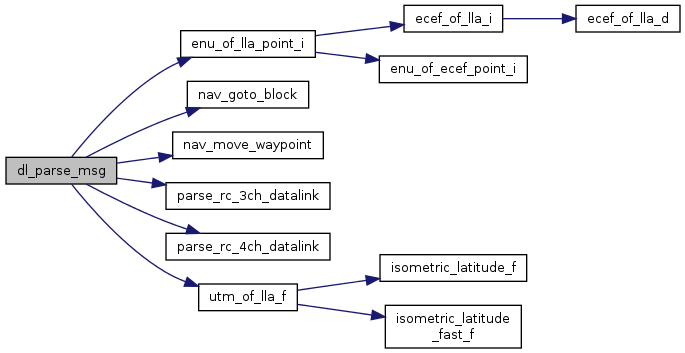 dl_parse_msg
enu_of_lla_point_i
ecef_of_lla_i
ecef_of_lla_d
enu_of_ecef_point_i
nav_goto_block
nav_move_waypoint
parse_rc_3ch_datalink
parse_rc_4ch_datalink
utm_of_lla_f
isometric_latitude_f
isometric_latitude
_fast_f